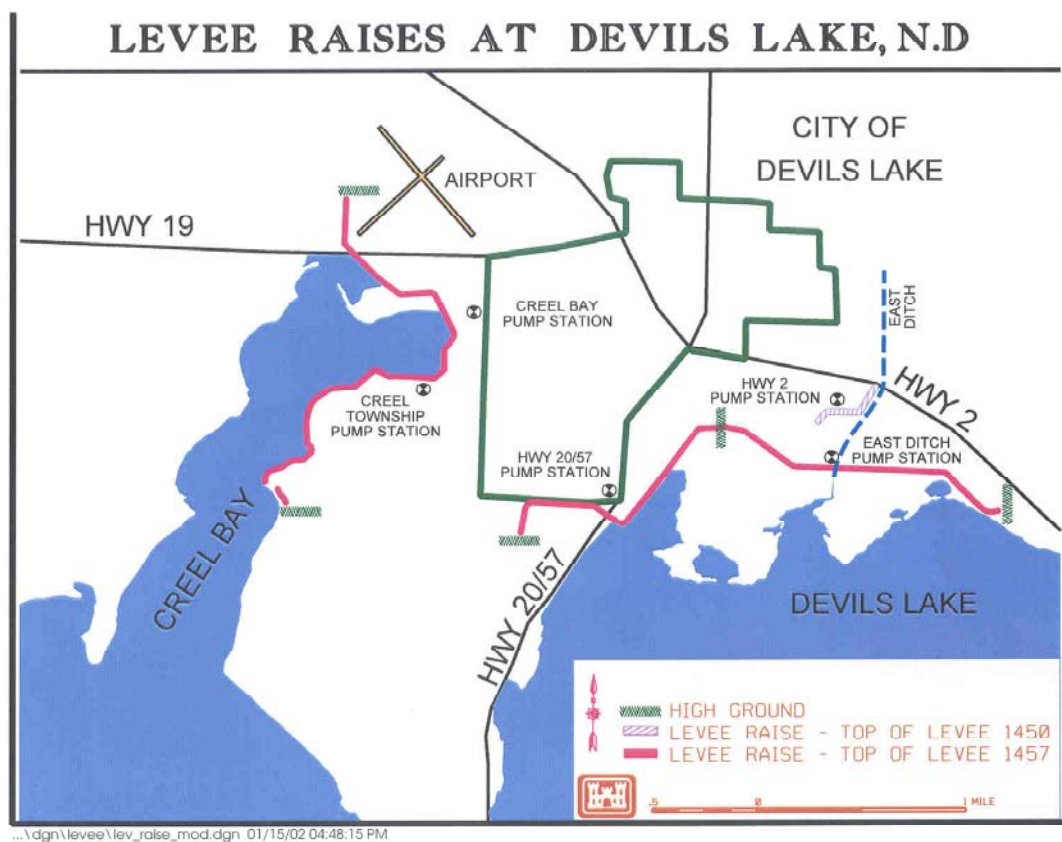 LEVEE RAISES AT DEVILS LAKE, N.D
CITY OF
DEVILS LAKE
AIRPORT
HWY 19
CREEL BAY
PUMP STATION
EAST
DITCH
HWY 2
PUMP STATION
HWY 2
CREEL
TOWNSHIP
PUMP STATION
EAST DITCH
PUMP STATION
HWY 20/57
PUMP STATION
CREEL BAY
HWY 20/57
DEVILS LAKE
HIGH GROUND
LEVEE RAISE - TOP OF LEVEE 1450
LEVEE RAISE - TOP OF LEVEE 1457
.5 0 1 MILE
...\dgn\levee\lev_raise_mod.dgn 01/15/02 04:48:15 PM